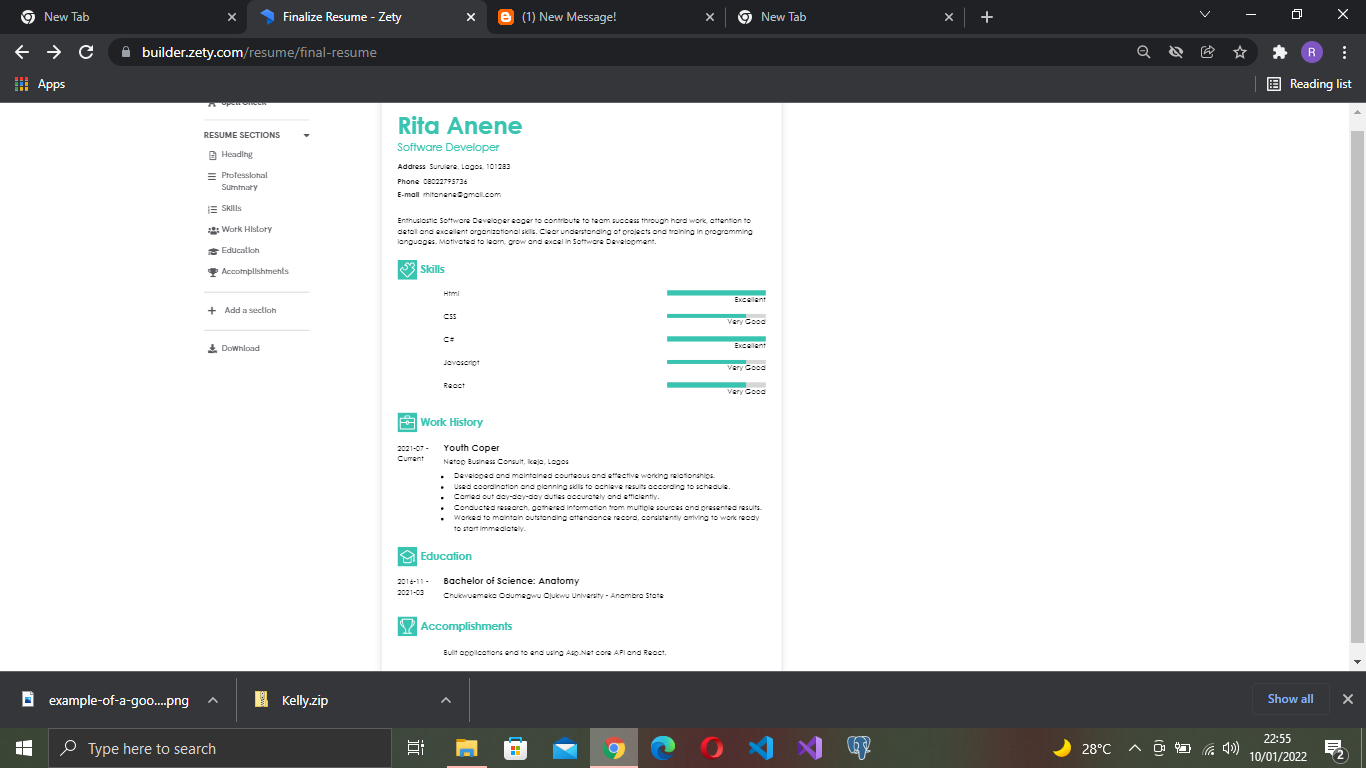 New Tab
Finalize Resume - Zety
(1) New Message!
New Tab
builder.zety.com/resume/final-resume
R
Apps
Reading list
Spell Check
RESUME SECTIONS
Heading
Professional
Summary
Skills
Work History
Education
Accomplishments
Add a section
Download
Rita Anene
Software Developer
Address Surulere, Lagos, 101283
Phone 08022795736
E-mail rhitanene@gmail.com
Enthusiastic Software Developer eager to contribute to team success through hard work, attention to
detail and excellent organizational skills. Clear understanding of projects and training in programming
languages. Motivated to learn, grow and excel in Software Development.
Skills
Html
Excellent
CSS
Very Good
C#
Excellent
Javascript
Very Good
React
Very Good
Work History
2021-07 -
Current
Youth Coper
Netop Business Consult, Ikeja, Lagos
Developed and maintained courteous and effective working relationships.
Used coordination and planning skills to achieve results according to schedule.
Carried out day-day-day duties accurately and efficiently.
Conducted research, gathered information from multiple sources and presented results.
Worked to maintain outstanding attendance record, consistently arriving to work ready
to start immediately.
Education
2016-11 -
2021-03
Bachelor of Science: Anatomy
Chukwuemeka Odumegwu Ojukwu University - Anambra State
Accomplishments
Built applications end to end using Asp.Net core API and React.
example-of-a-goo....png
Kelly.zip
Show all
Type here to search
28°C
22:55
10/01/2022
2